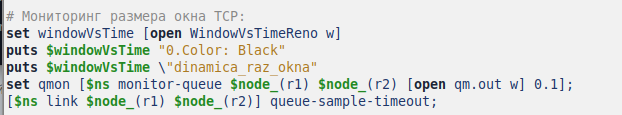 # Мониторинг размера окна TCP:
set windowVsTime [open WindowVsTimeReno w]
puts $windowVsTime "0.Color: Black"
puts $windowVsTime \"dinamica_raz_okna"
set qmon [$ns monitor-queue $node_(r1) $node_(r2) [open qm.out w] 0.1];
[$ns link $node_(r1) $node_(r2)] queue-sample-timeout;